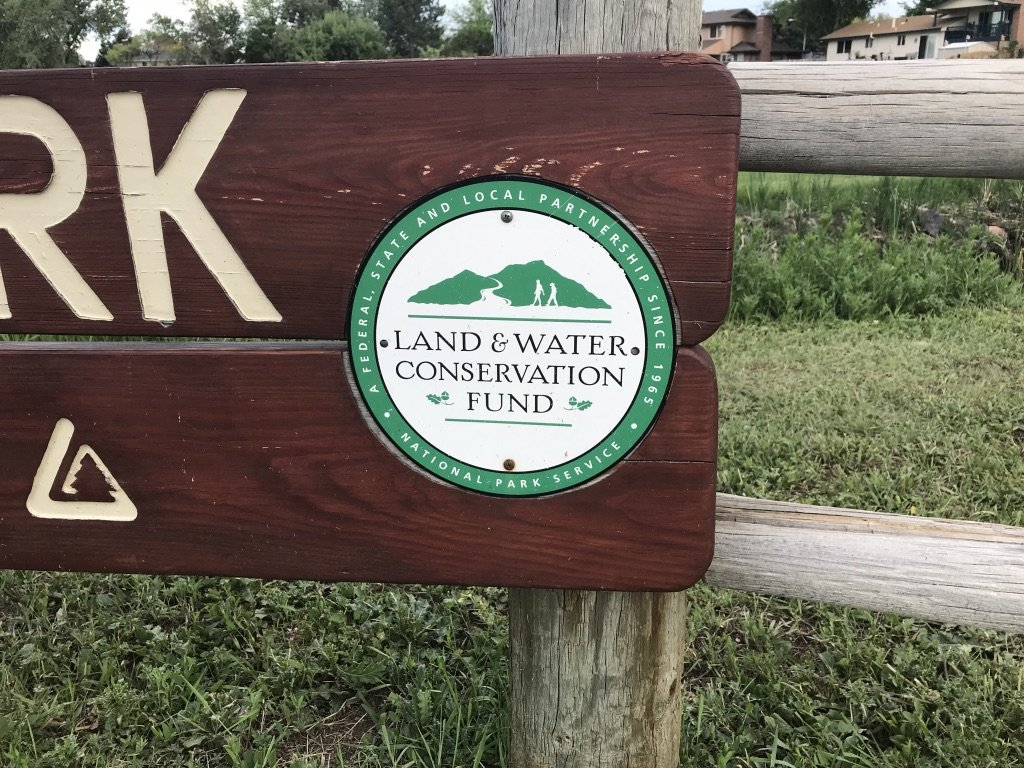 RK
A FEDERAL, STATE AND LOCAL PARTNERSHIP SINCE 1965
LAND & WATER
CONSERVATION
FUND
NATIONAL PARK SERVICE